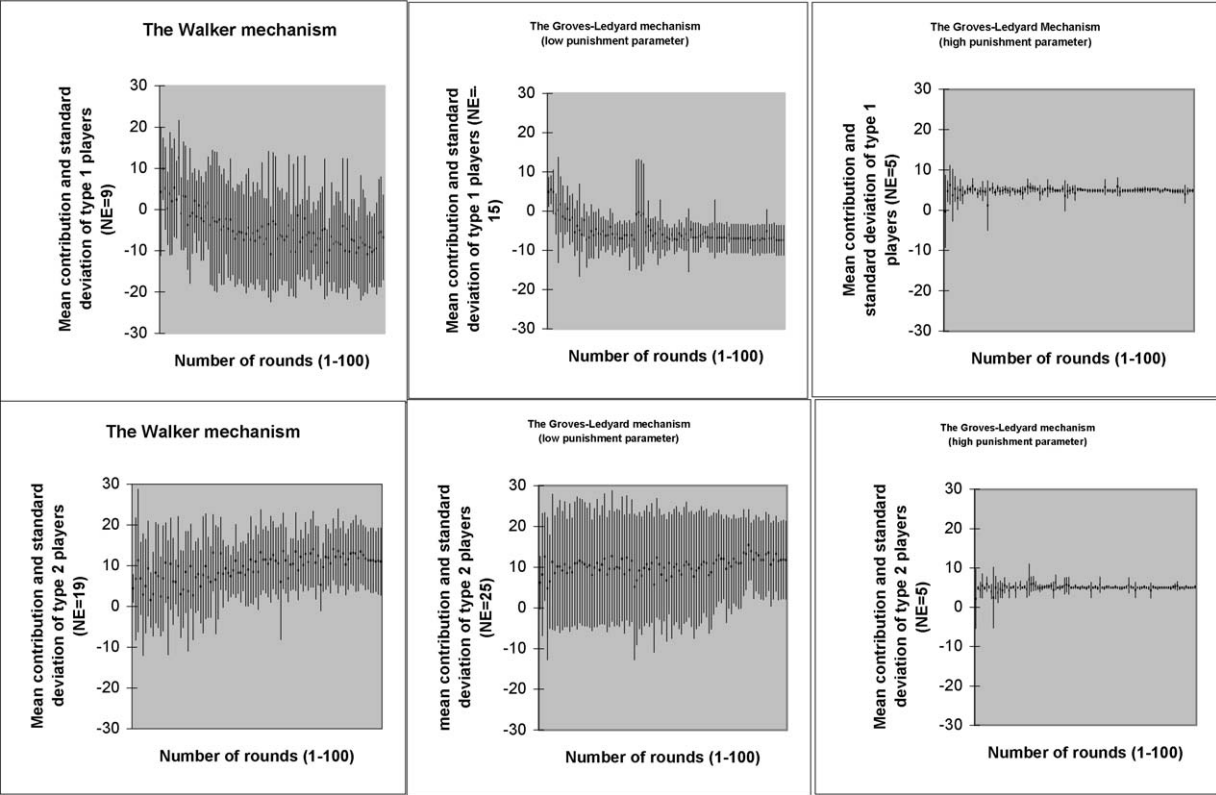 The Walker mechanism
Mean contribution and standard
deviation of type 1 players
(NE=9)
30
20
10
0
-10
-20
-30
Number of rounds (1-100)
The Groves-Ledyard mechanism
(low punishment parameter)
Mean contribution and standard
deviation of type 1 players (NE=-
15)
30
20
10
0
-10
-20
-30
Number of rounds (1-100)
The Groves-Ledyard Mechanism
(high punishment parameter)
Mean contribution and
standard deviation of type 1
players (NE=5)
30
20
10
0
-10
-20
-30
Number of rounds (1-100)
The Walker mechanism
Mean contribution and standard
deviation of type 2 players
(NE=19)
30
20
10
0
-10
-20
-30
Number of rounds (1-100)
The Groves-Ledyard mechanism
(low punishment parameter)
mean contribution and standard
deviation of type 2 players
(NE=25)
30
20
10
0
-10
-20
-30
Number of rounds (1-100)
The Groves-Ledyard mechanism
(high punishment parameter)
Mean contribution and standard
deviation of type 2 players
(NE=5)
30
20
10
0
-10
-20
-30
Number of rounds (1-100)